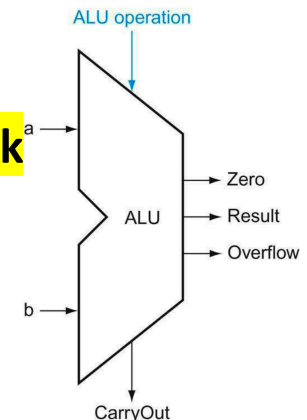 ALU operation
a
k
Zero
ALU
Result
Overflow
b
CarryOut